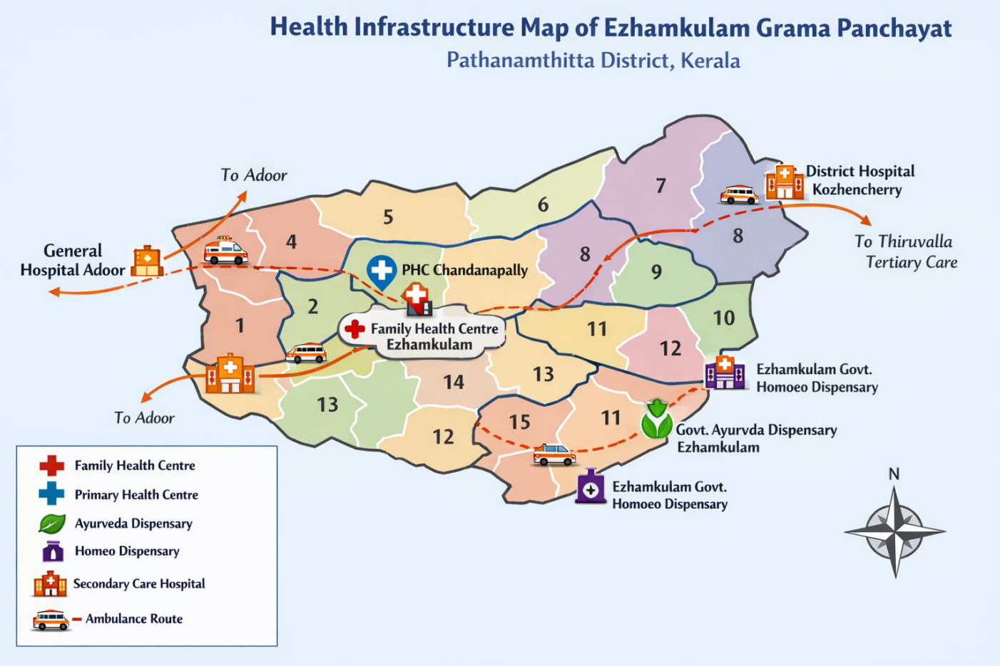 Health Infrastructure Map of Ezhamkulam Grama Panchayat
Pathanamthitta District, Kerala
To Adoor
General
Hospital Adoor
4
5
6
7
District Hospital
Kozhencherry
8
To Thiruvalla
Tertiary Care
PHC Chandanapally
8
9
1
2
Family Health Centre
Ezhamkulam
11
12
10
To Adoor
13
14
13
Ezhamkulam Govt.
Homoeo Dispensary
12
15
11
Govt. Ayurvda Dispensary
Ezhamkulam
Ezhamkulam Govt.
Homoeo Dispensary
Family Health Centre
Primary Health Centre
Ayurveda Dispensary
Homeo Dispensary
Secondary Care Hospital
Ambulance Route
N